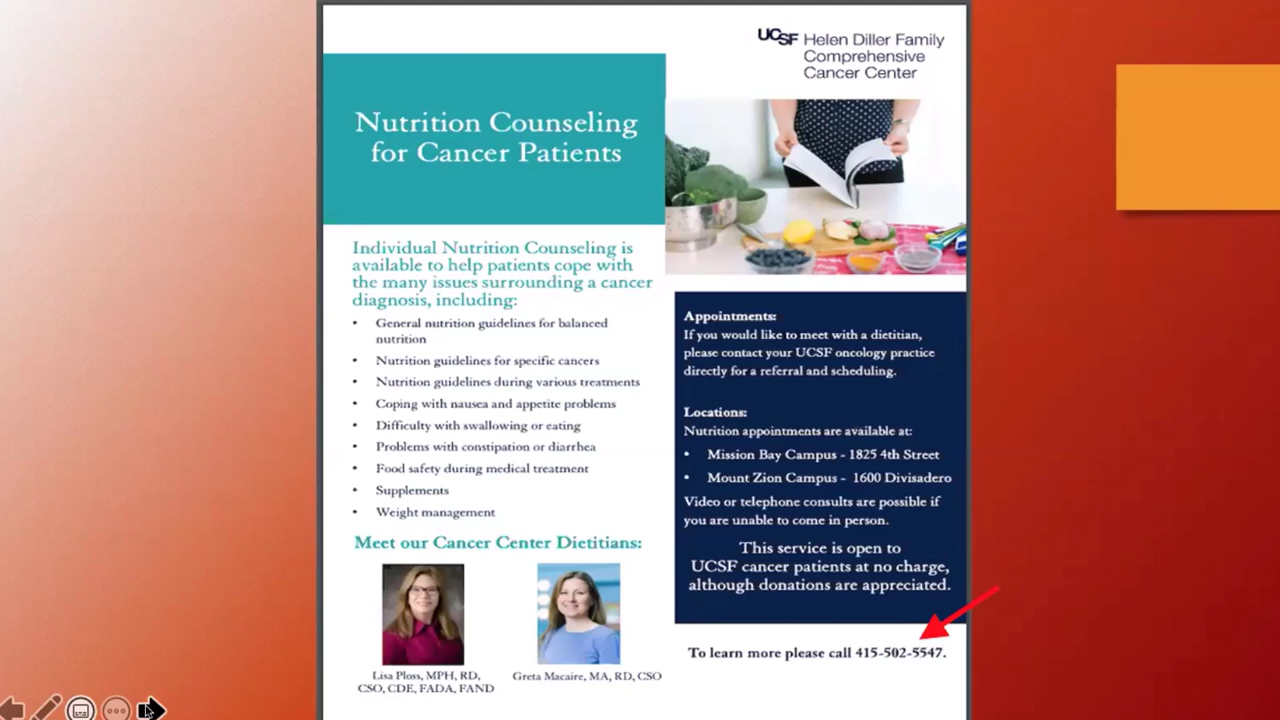 UCSF Helen Diller Family
Comprehensive
Cancer Center
Nutrition Counseling
for Cancer Patients
Individual Nutrition Counseling is
available to help patients cope with
the many issues surrounding a cancer
diagnosis, including:
• General nutrition guidelines for balanced
nutrition
• Nutrition guidelines for specific cancers
• Nutrition guidelines during various treatments
• Coping with nausea and appetite problems
• Difficulty with swallowing or eating
• Problems with constipation or diarrhea
• Food safety during medical treatment
• Supplements
• Weight management
Meet our Cancer Center Dietitians:
Lisa Ploss, MPH, RD,
CSO, CDE, FADA, FAND
Greta Macaire, MA, RD, CSO
Appointments:
If you would like to meet with a dietitian,
please contact your UCSF oncology practice
directly for a referral and scheduling.
Locations:
Nutrition appointments are available at:
• Mission Bay Campus - 1825 4th Street
• Mount Zion Campus - 1600 Divisadero
Video or telephone consults are possible if
you are unable to come in person.
This service is open to
UCSF cancer patients at no charge,
although donations are appreciated.
To learn more please call 415-502-5547.